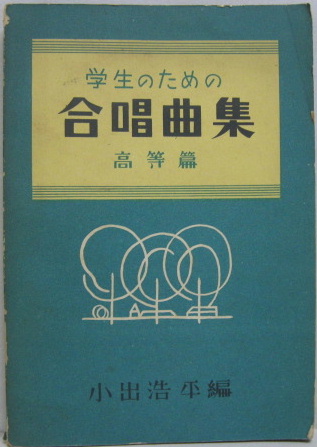 学生のための
合唱曲集
高等篇
小出浩平編